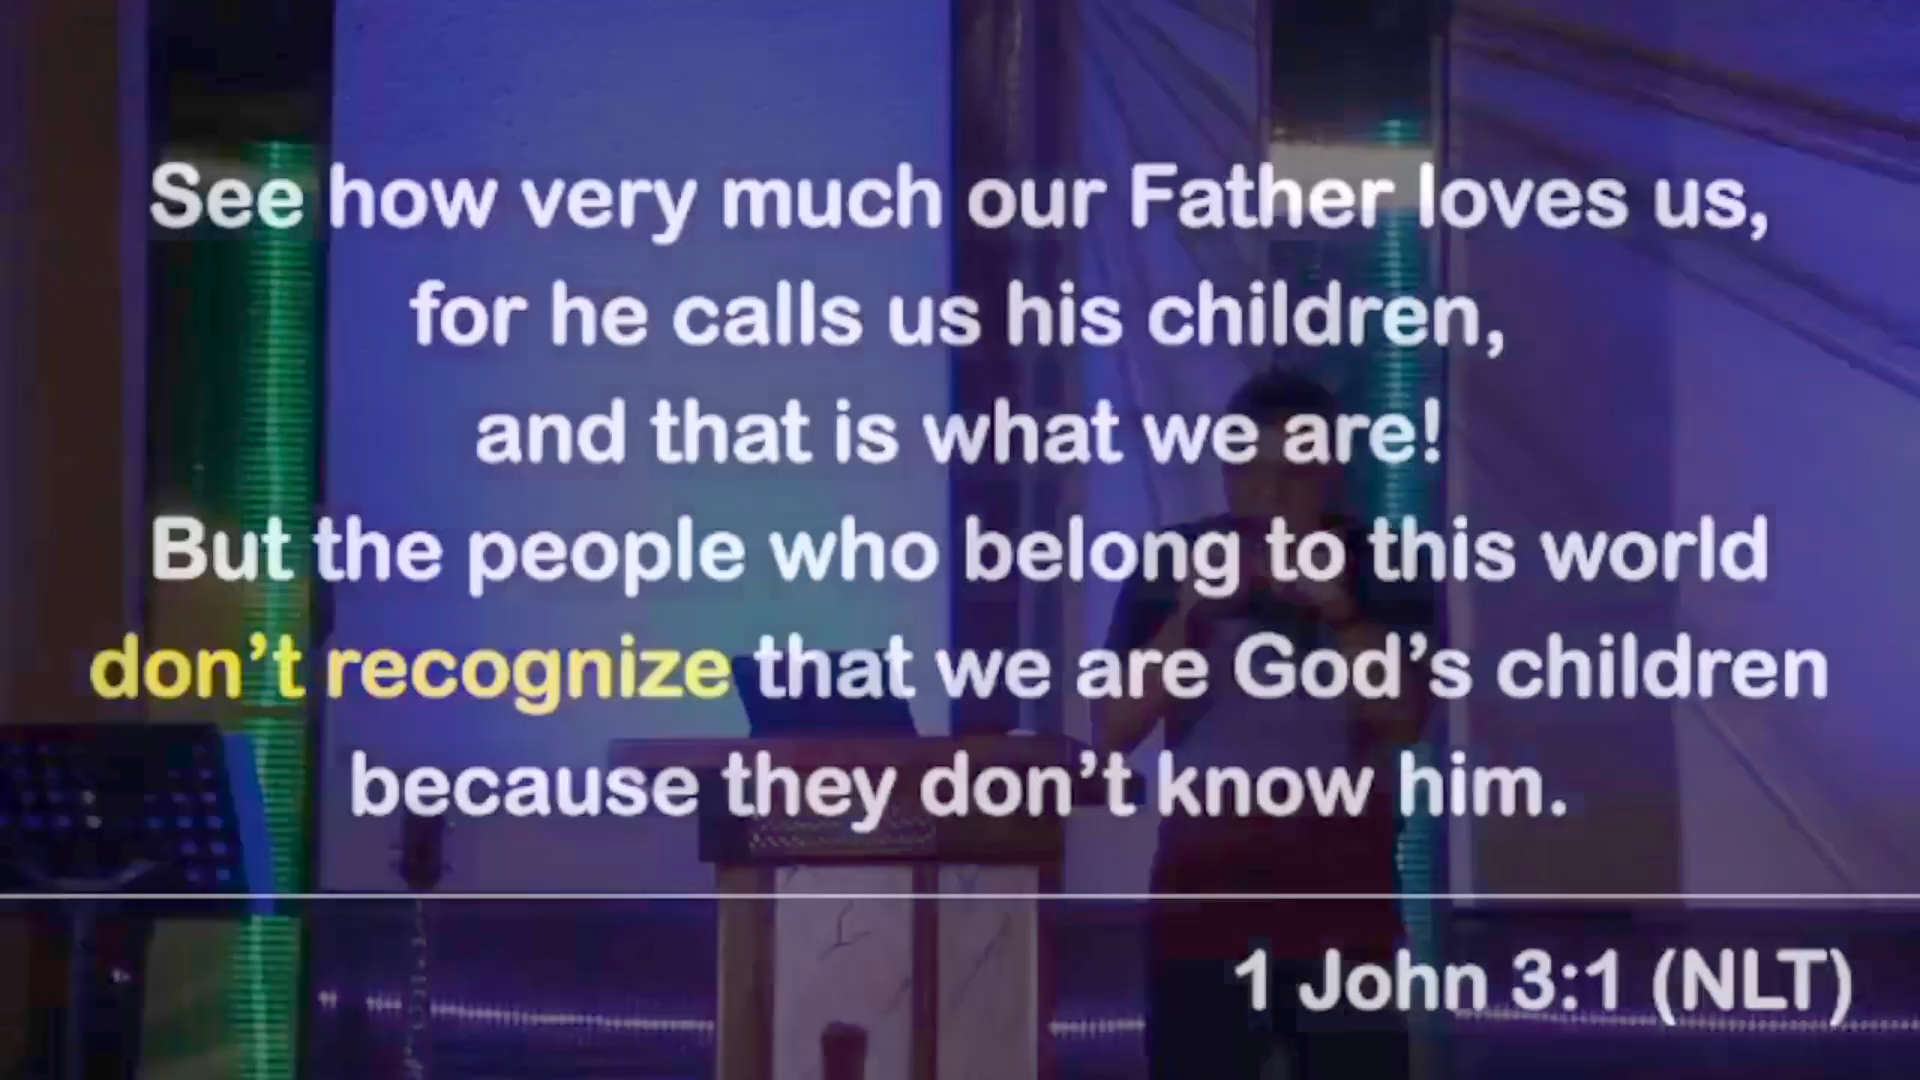 See how very much our Father loves us,
for he calls us his children,
and that is what we are!
But the people who belong to this world
don’t recognize that we are God’s children
because they don’t know him.
1 John 3:1 (NLT)